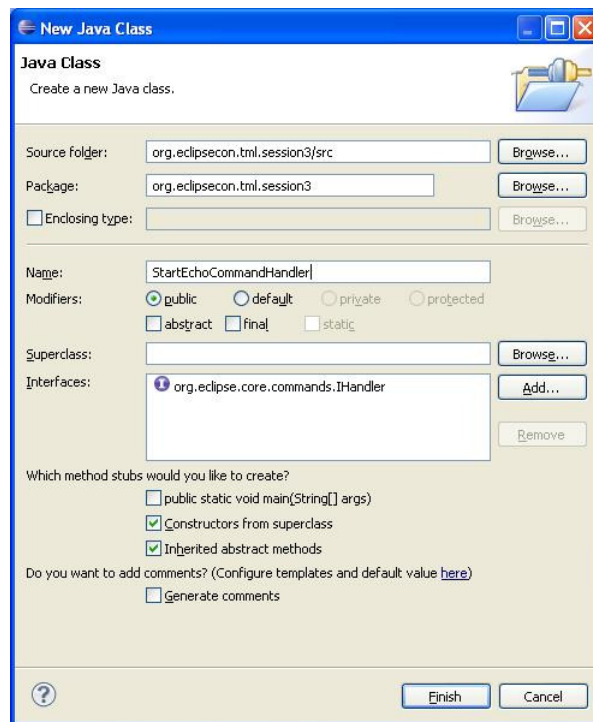 New Java Class
Java Class
Create a new Java class.
Source folder: org.eclipsecon.tml.session3/src Browse...
Package: org.eclipsecon.tml.session3 Browse...
Enclosing type: Browse...
Name: StartEchoCommandHandler
Modifiers: public default private protected
abstract final static
Superclass: Browse...
Interfaces: org.eclipse.core.commands.IHandler Add...
Remove
Which method stubs would you like to create?
public static void main(String[] args)
Constructors from superclass
Inherited abstract methods
Do you want to add comments? (Configure templates and default value here)
Generate comments
? Finish Cancel